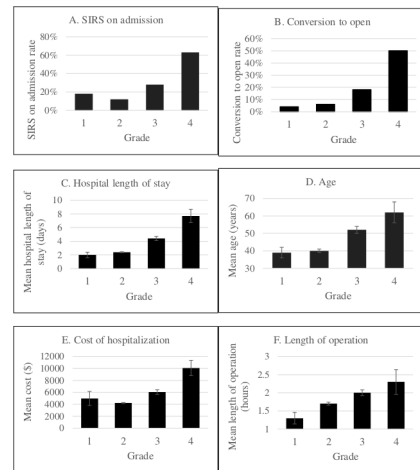 A. SIRS on admission
SIRS on admission rate
80%
60%
40%
20%
0%
1 2 3 4
Grade
B. Conversion to open
Conversion to open rate
60%
50%
40%
30%
20%
10%
0%
1 2 3 4
Grade
C. Hospital length of stay
Mean hospital length of
stay (days)
10
8
6
4
2
0
1 2 3 4
Grade
D. Age
Mean age (years)
70
60
50
40
30
1 2 3 4
Grade
E. Cost of hospitalization
Mean cost ($)
12000
10000
8000
6000
4000
2000
0
1 2 3 4
Grade
F. Length of operation
Mean length of operation
(hours)
3
2.5
2
1.5
1
1 2 3 4
Grade